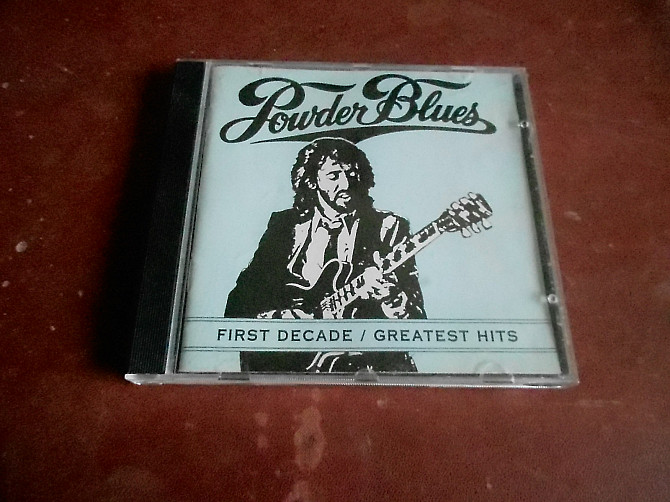 Powder Blues
FIRST DECADE / GREATEST HITS